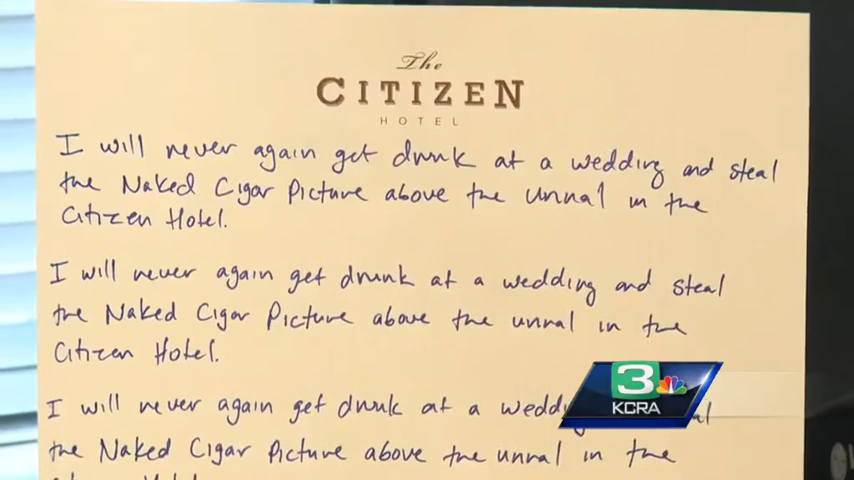 The
CITIZEN
HOTEL
I will never again get drunk at a wedding and steal
the Naked Cigar Picture above the urinal in the
Citizen Hotel.
I will never again get drunk at a wedding and steal
the Naked Cigar Picture above the urinal in the
Citizen Hotel.
I will never again get drunk at a
the Naked Cigar Picture above the urinal in the
3
KCRA